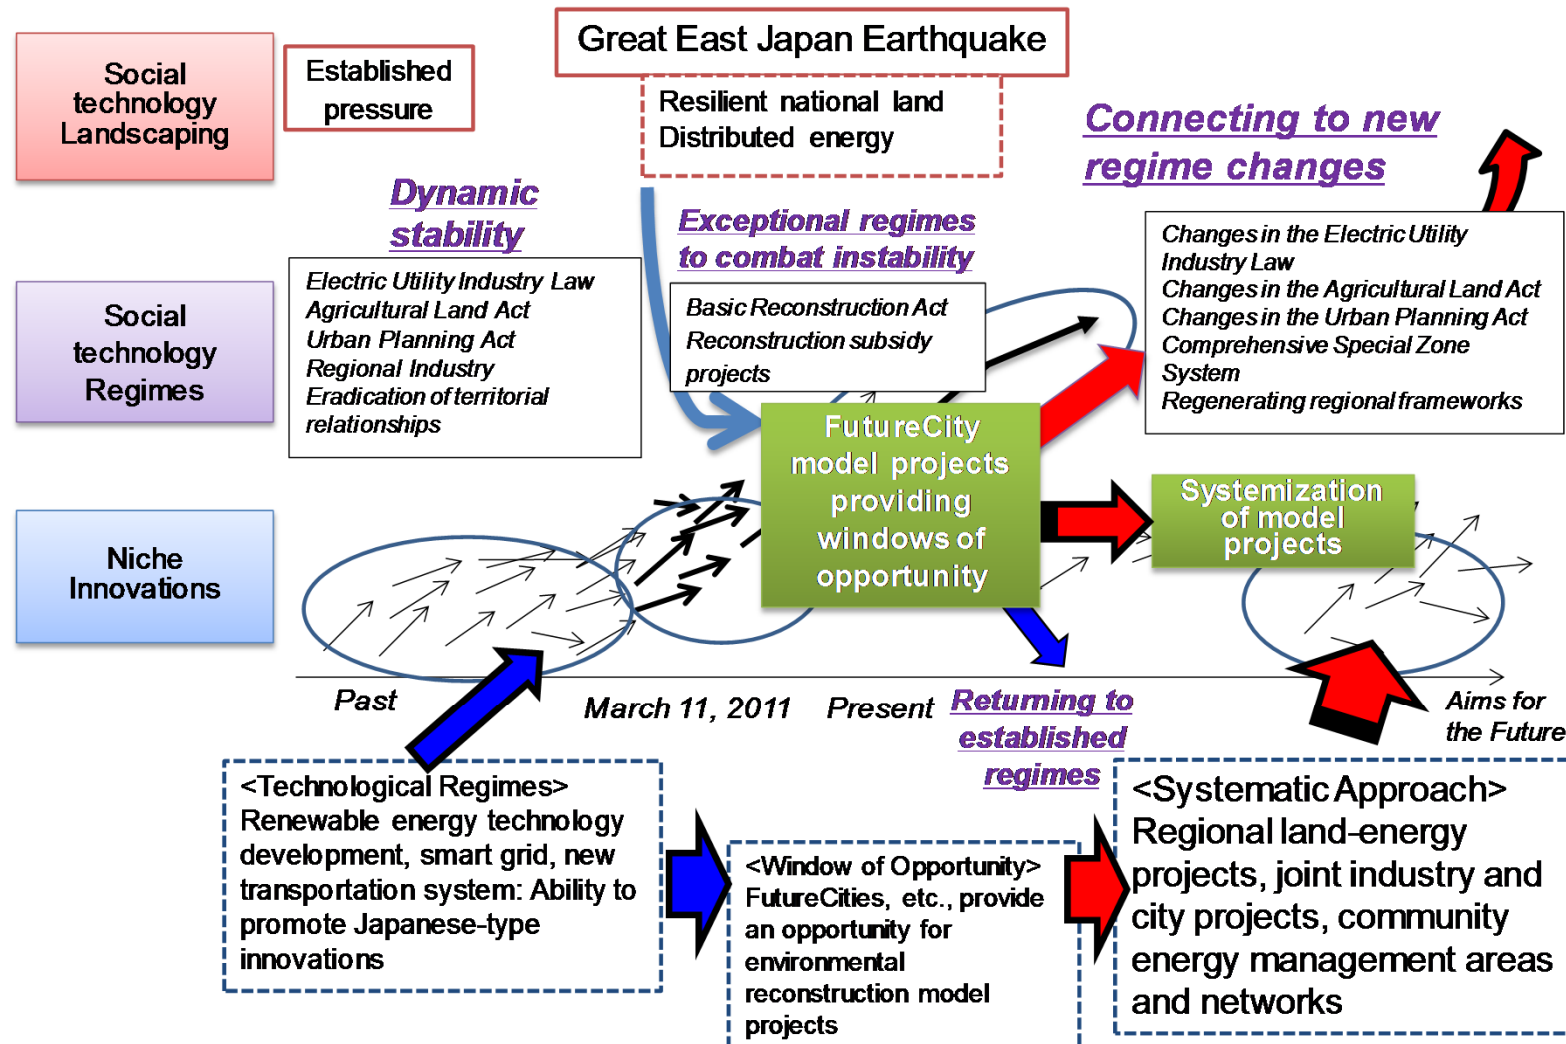 Great East Japan Earthquake
Social
technology
Landscaping
Established
pressure
Resilient national land
Distributed energy
Connecting to new
regime changes
Dynamic
stability
Exceptional regimes
to combat instability
Social
technology
Regimes
Electric Utility Industry Law
Agricultural Land Act
Urban Planning Act
Regional Industry
Eradication of territorial
relationships
Basic Reconstruction Act
Reconstruction subsidy
projects
Changes in the Electric Utility
Industry Law
Changes in the Agricultural Land Act
Changes in the Urban Planning Act
Comprehensive Special Zone
System
Regenerating regional frameworks
FutureCity
model projects
providing
windows of
opportunity
Systemization
of model
projects
Niche
Innovations
Past
March 11, 2011
Present
Returning to
established
regimes
Aims for
the Future
<Technological Regimes>
Renewable energy technology
development, smart grid, new
transportation system: Ability to
promote Japanese-type
innovations
<Window of Opportunity>
FutureCities, etc., provide
an opportunity for
environmental
reconstruction model
projects
<Systematic Approach>
Regional land-energy
projects, joint industry and
city projects, community
energy management areas
and networks